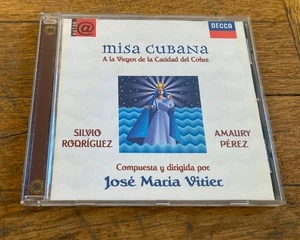 DECCA
misa cubana
A la Virgen de la Caridad del Cobre
SILVIO
RODRÍGUEZ
AMAURY
PÉREZ
Compuesta y dirigida por
José María Vitier